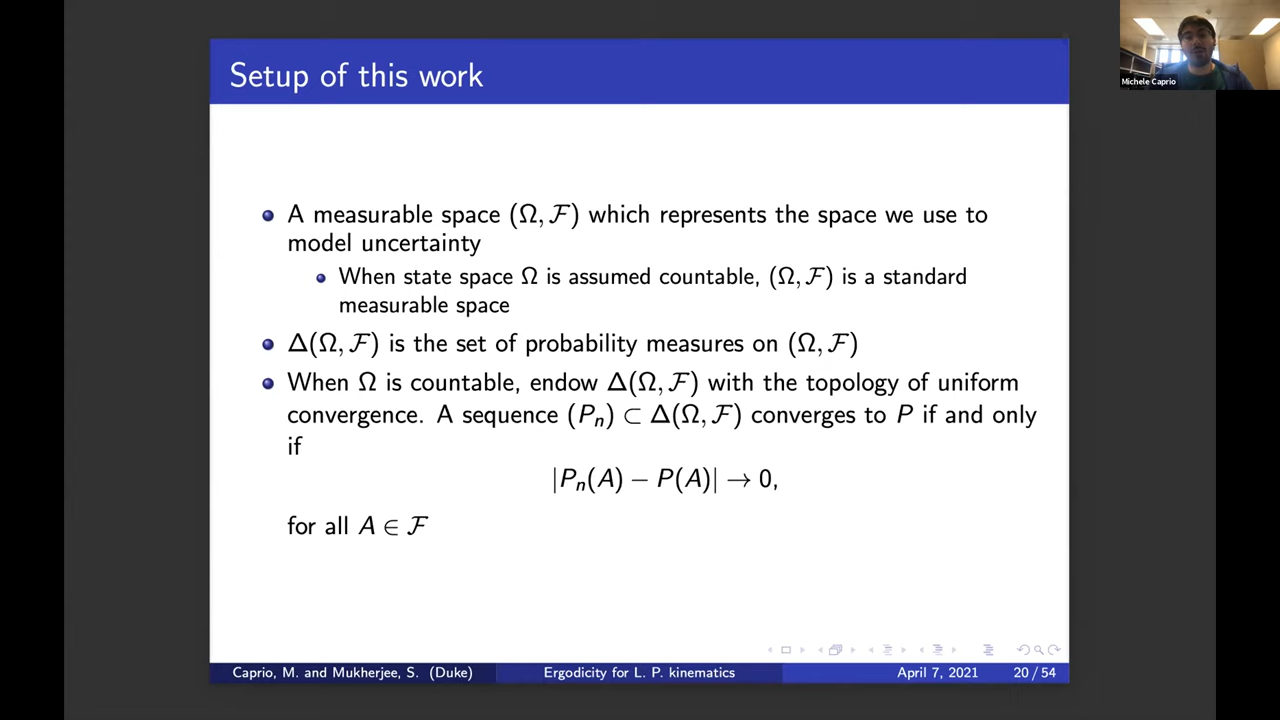 Michele Caprio
Setup of this work
A measurable space (Ω, ℱ) which represents the space we use to
model uncertainty
When state space Ω is assumed countable, (Ω, ℱ) is a standard
measurable space
Δ(Ω, ℱ) is the set of probability measures on (Ω, ℱ)
When Ω is countable, endow Δ(Ω, ℱ) with the topology of uniform
convergence. A sequence (Pₙ) ⊂ Δ(Ω, ℱ) converges to P if and only
if
|Pₙ(A) − P(A)| → 0,
for all A ∈ ℱ
Caprio, M. and Mukherjee, S. (Duke) Ergodicity for L. P. kinematics April 7, 2021 20 / 54